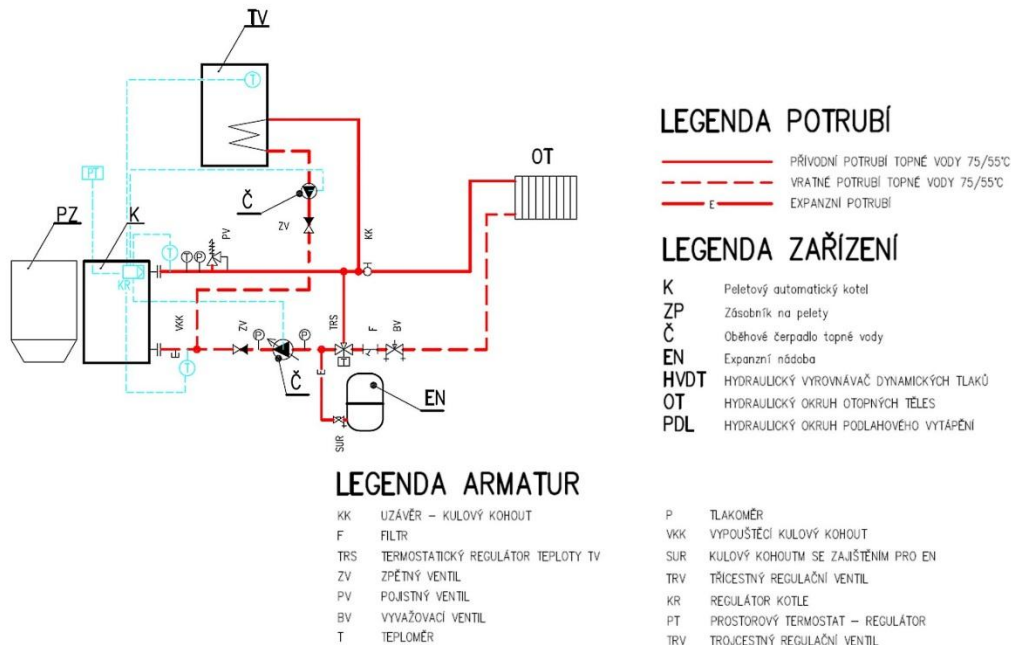 TV
T
OT
PT
Č
PZ
K
ZV
PV
KK
T
P
T
KR
VKK
ZV
TRS
F
BV
P
P
E
T
Č
E
EN
SUR
LEGENDA POTRUBÍ
PŘÍVODNÍ POTRUBÍ TOPNÉ VODY 75/55°C
VRATNÉ POTRUBÍ TOPNÉ VODY 75/55°C
E EXPANZNÍ POTRUBÍ
LEGENDA ZAŘÍZENÍ
K Peletový automatický kotel
ZP Zásobník na pelety
Č Oběhové čerpadlo topné vody
EN Expanzní nádoba
HVDT HYDRAULICKÝ VYROVNÁVAČ DYNAMICKÝCH TLAKŮ
OT HYDRAULICKÝ OKRUH OTOPNÝCH TĚLES
PDL HYDRAULICKÝ OKRUH PODLAHOVÉHO VYTÁPĚNÍ
LEGENDA ARMATUR
KK UZÁVĚR – KULOVÝ KOHOUT
F FILTR
TRS TERMOSTATICKÝ REGULÁTOR TEPLOTY TV
ZV ZPĚTNÝ VENTIL
PV POJISTNÝ VENTIL
BV VYVAŽOVACÍ VENTIL
T TEPLOMĚR
P TLAKOMĚR
VKK VYPOUŠTĚCÍ KULOVÝ KOHOUT
SUR KULOVÝ KOHOUTM SE ZAJIŠTĚNÍM PRO EN
TRV TŘÍCESTNÝ REGULAČNÍ VENTIL
KR REGULÁTOR KOTLE
PT PROSTOROVÝ TERMOSTAT – REGULÁTOR
TRV TROJCESTNÝ REGULAČNÍ VENTIL